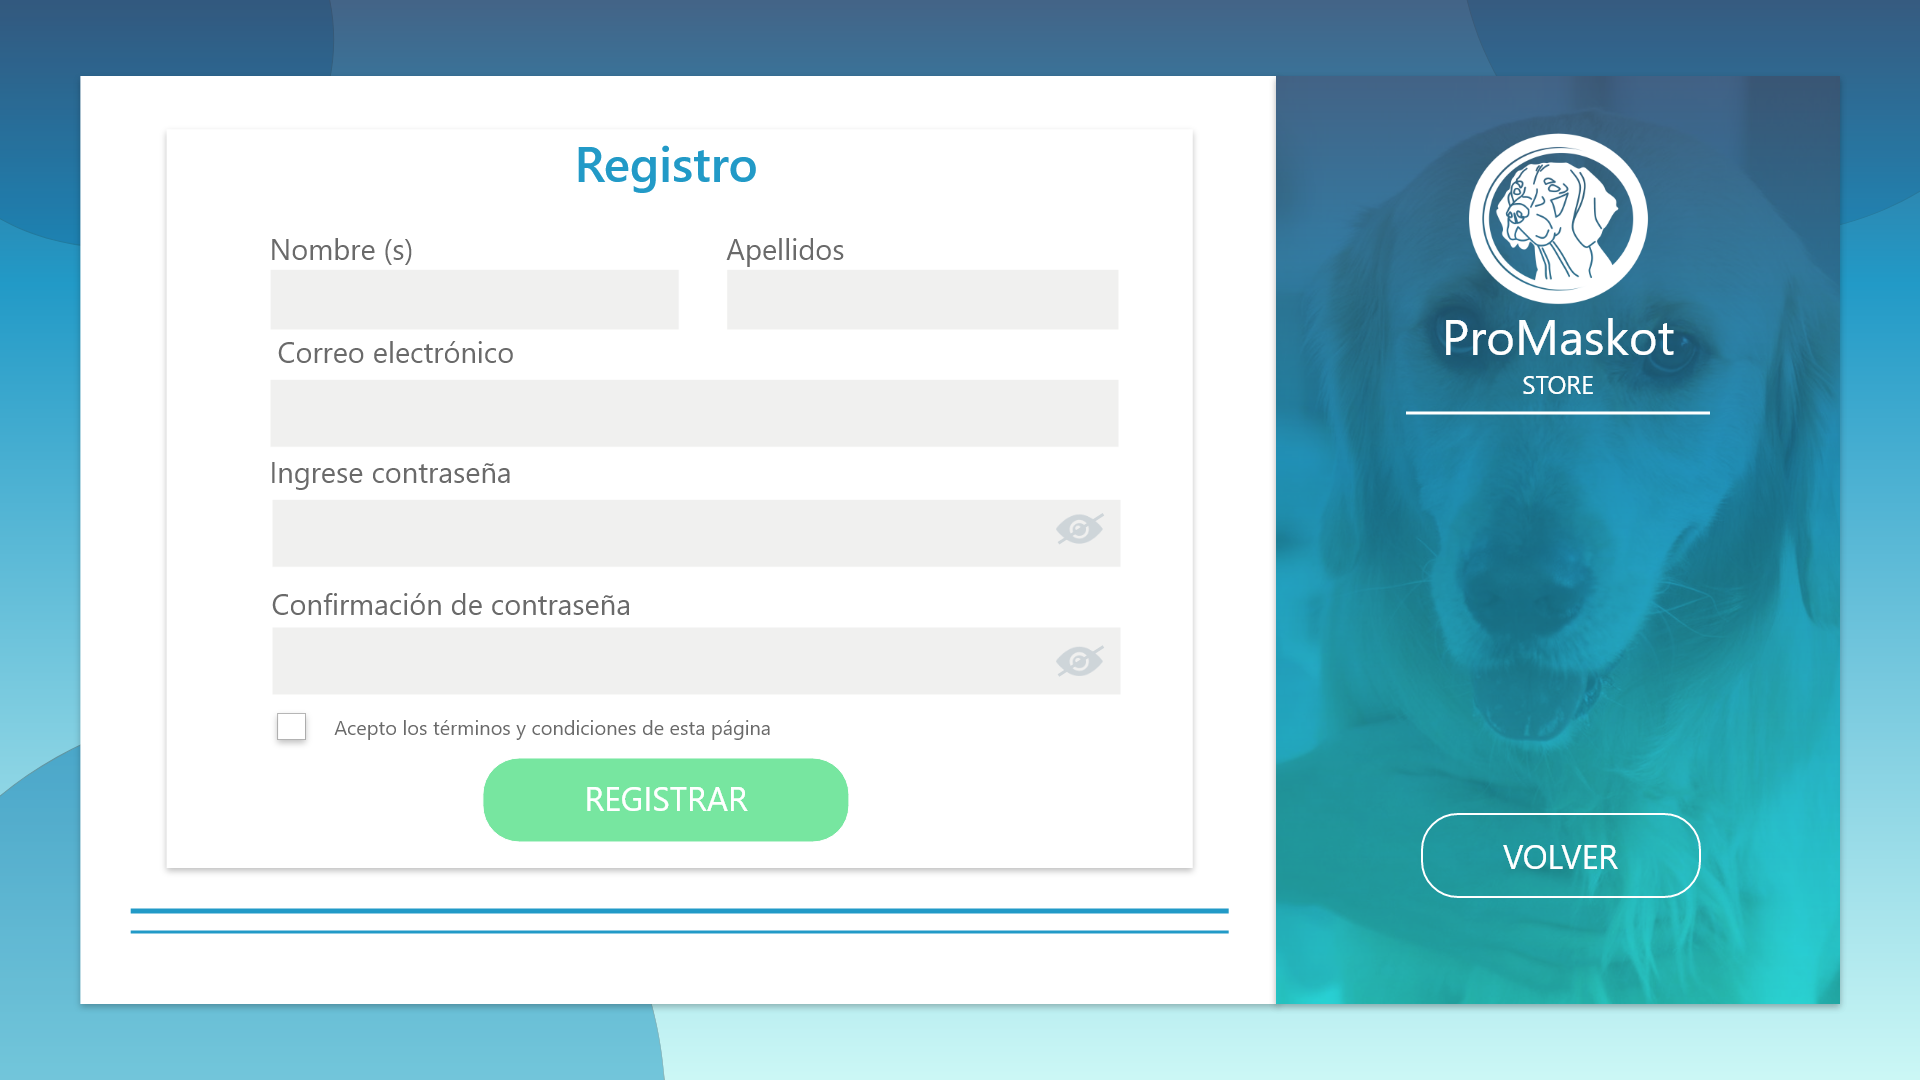 Registro
Nombre (s)
Apellidos
Correo electrónico
Ingrese contraseña
Confirmación de contraseña
Acepto los términos y condiciones de esta página
REGISTRAR
ProMaskot
STORE
VOLVER